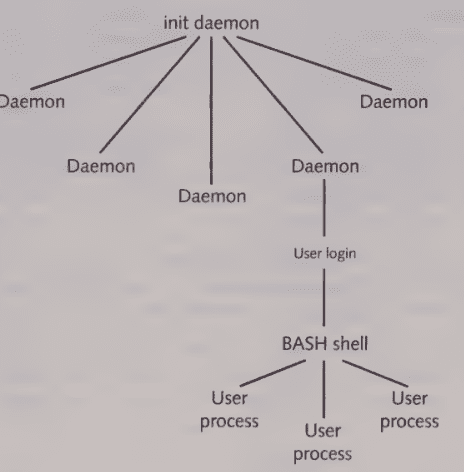 init daemon
Daemon
Daemon
Daemon
Daemon
Daemon
User login
BASH shell
User
process
User
process
User
process